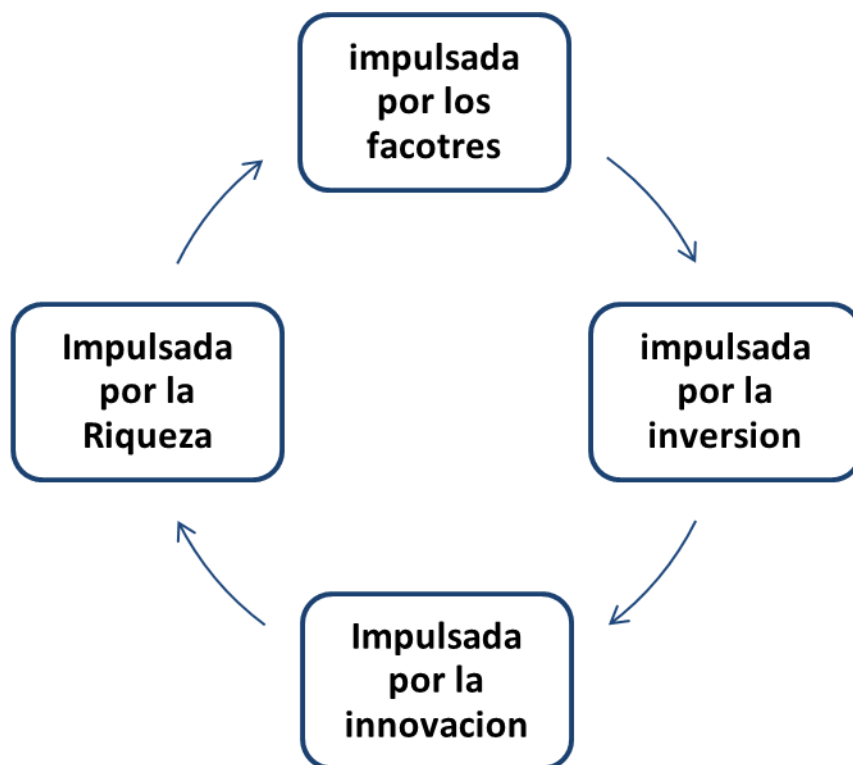 impulsada
por los
facotres
impulsada
por la
inversion
Impulsada
por la
innovacion
Impulsada
por la
Riqueza